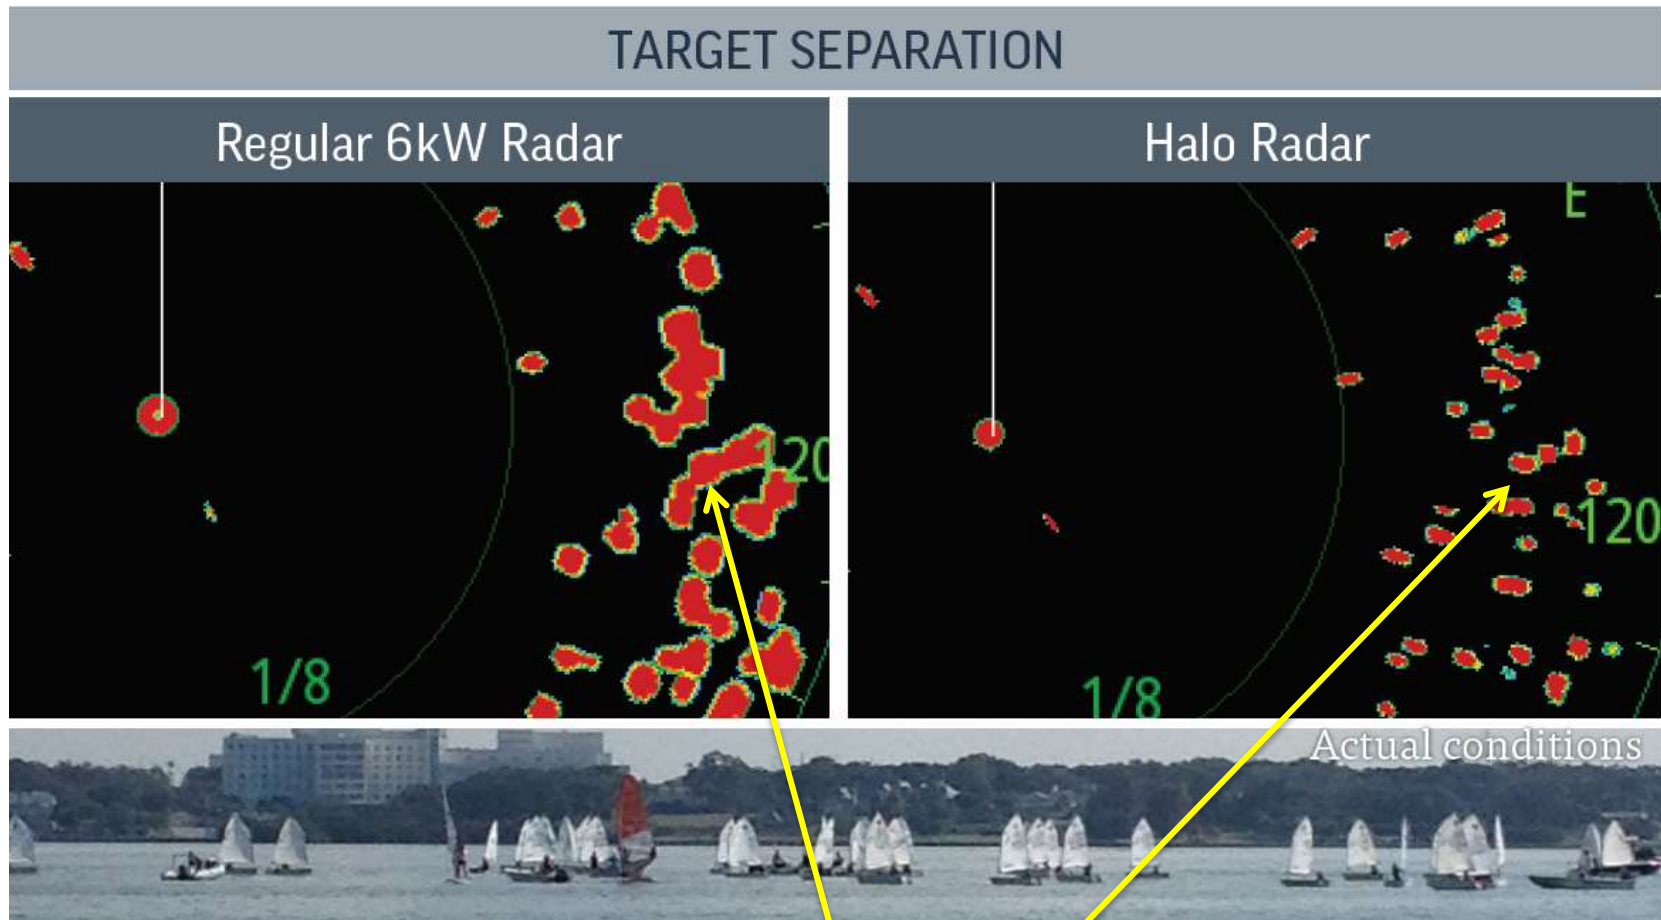 TARGET SEPARATION
Regular 6kW Radar
Halo Radar
E
120
120
1/8
1/8
Actual conditions